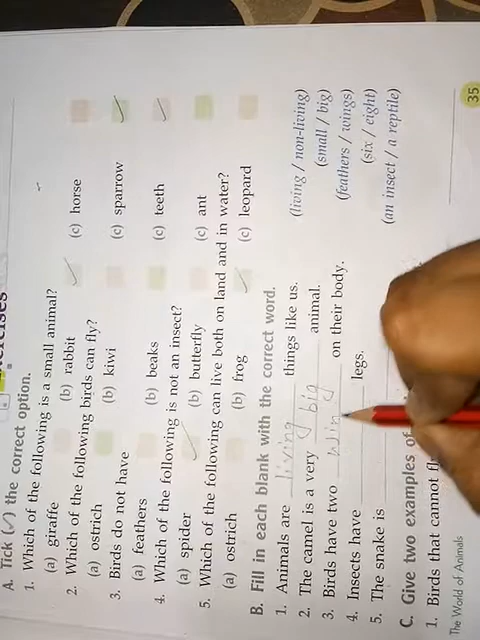 A. Tick (✓) the correct option.
1. Which of the following is a small animal?
(a) giraffe (b) rabbit (c) horse
2. Which of the following birds can fly?
(a) ostrich (b) kiwi (c) sparrow
3. Birds do not have
(a) feathers (b) beaks (c) teeth
4. Which of the following is not an insect?
(a) spider (b) butterfly (c) ant
5. Which of the following can live both on land and in water?
(a) ostrich (b) frog (c) leopard
B. Fill in each blank with the correct word.
1. Animals are living things like us. (living / non-living)
2. The camel is a very big animal. (small / big)
3. Birds have two wing on their body. (feathers / wings)
4. Insects have legs. (six / eight)
5. The snake is (an insect / a reptile)
C. Give two examples of
1. Birds that cannot
The World of Animals 35